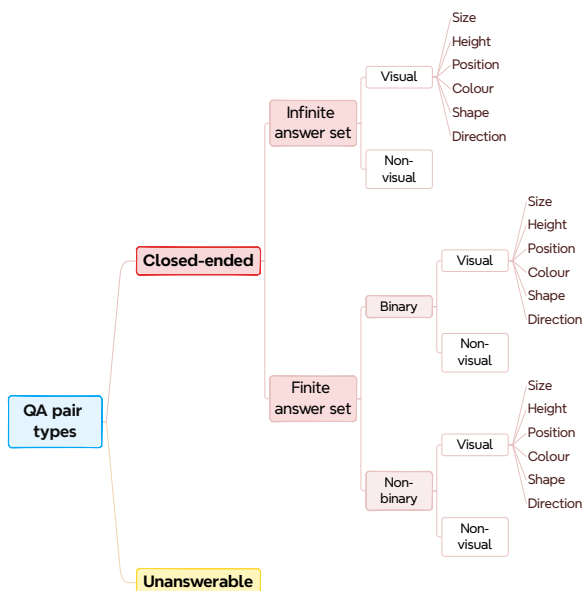 QA pair
types
Closed-ended
Infinite
answer set
Visual
Size
Height
Position
Colour
Shape
Direction
Non-
visual
Finite
answer set
Binary
Visual
Size
Height
Position
Colour
Shape
Direction
Non-
visual
Non-
binary
Visual
Size
Height
Position
Colour
Shape
Direction
Non-
visual
Unanswerable